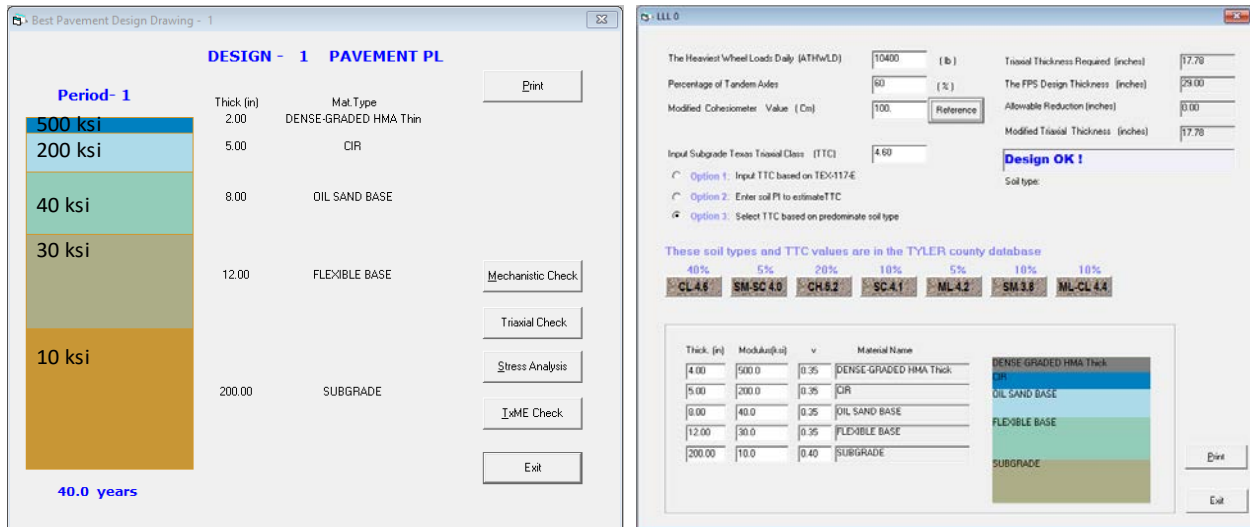 Best Pavement Design Drawing - 1
DESIGN - 1 PAVEMENT PL
Print
Period- 1
Thick (in) Mat.Type
500 ksi 2.00 DENSE-GRADED HMA Thin
200 ksi 5.00 CIR
40 ksi 8.00 OIL SAND BASE
30 ksi
12.00 FLEXIBLE BASE
Mechanistic Check
Triaxial Check
10 ksi
Stress Analysis
200.00 SUBGRADE
TxME Check
Exit
40.0 years
LLL 0
The Heaviest Wheel Loads Daily (ATHWLD) 10400 ( lb ) Triaxial Thickness Required (inches) 17.78
Percentage of Tandem Axles 60 ( % ) The FPS Design Thickness (inches) 29.00
Modified Cohesiometer Value ( Cm) 100. Reference Allowable Reduction (inches) 0.00
Modified Triaxial Thickness (inches) 17.78
Input Subgrade Texas Triaxial Class (TTC) 4.60
Design OK !
Option 1: Input TTC based on TEX-117-E Soil type:
Option 2: Enter soil PI to estimateTTC
Option 3: Select TTC based on predominate soil type
These soil types and TTC values are in the TYLER county database
40% 5% 20% 10% 5% 10% 10%
CL 4.6 SM-SC 4.0 CH 6.2 SC 4.1 ML 4.2 SM 3.8 ML-CL 4.4
Thick. (in) Modulus(ksi) v Material Name
4.00 500.0 0.35 DENSE-GRADED HMA Thick DENSE-GRADED HMA Thick
5.00 200.0 0.35 CIR CIR
8.00 40.0 0.35 OIL SAND BASE OIL SAND BASE
12.00 30.0 0.35 FLEXIBLE BASE FLEXIBLE BASE
200.00 10.0 0.40 SUBGRADE SUBGRADE
Print
Exit